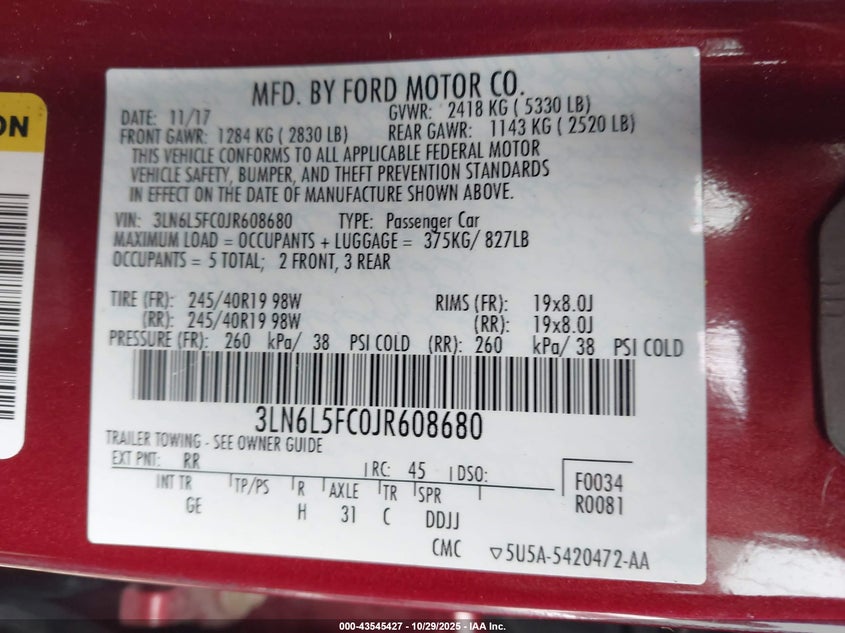 ON
MFD. BY FORD MOTOR CO.
DATE: 11/17 GVWR: 2418 KG ( 5330 LB)
FRONT GAWR: 1284 KG ( 2830 LB) REAR GAWR: 1143 KG ( 2520 LB)
THIS VEHICLE CONFORMS TO ALL APPLICABLE FEDERAL MOTOR
VEHICLE SAFETY, BUMPER, AND THEFT PREVENTION STANDARDS
IN EFFECT ON THE DATE OF MANUFACTURE SHOWN ABOVE.
VIN: 3LN6L5FC0JR608680 TYPE: Passenger Car
MAXIMUM LOAD = OCCUPANTS + LUGGAGE = 375KG/ 827LB
OCCUPANTS = 5 TOTAL; 2 FRONT, 3 REAR
TIRE (FR): 245/40R19 98W RIMS (FR): 19x8.0J
(RR): 245/40R19 98W (RR): 19x8.0J
PRESSURE (FR): 260 kPa/ 38 PSI COLD (RR): 260 kPa/ 38 PSI COLD
3LN6L5FC0JR608680
TRAILER TOWING - SEE OWNER GUIDE
EXT PNT: RR RC: 45 DSO: F0034
INT TR TP/PS R AXLE TR SPR R0081
GE H 31 C DDJJ
CMC ▽5U5A-5420472-AA
000-43545427 - 10/29/2025 - IAA Inc.